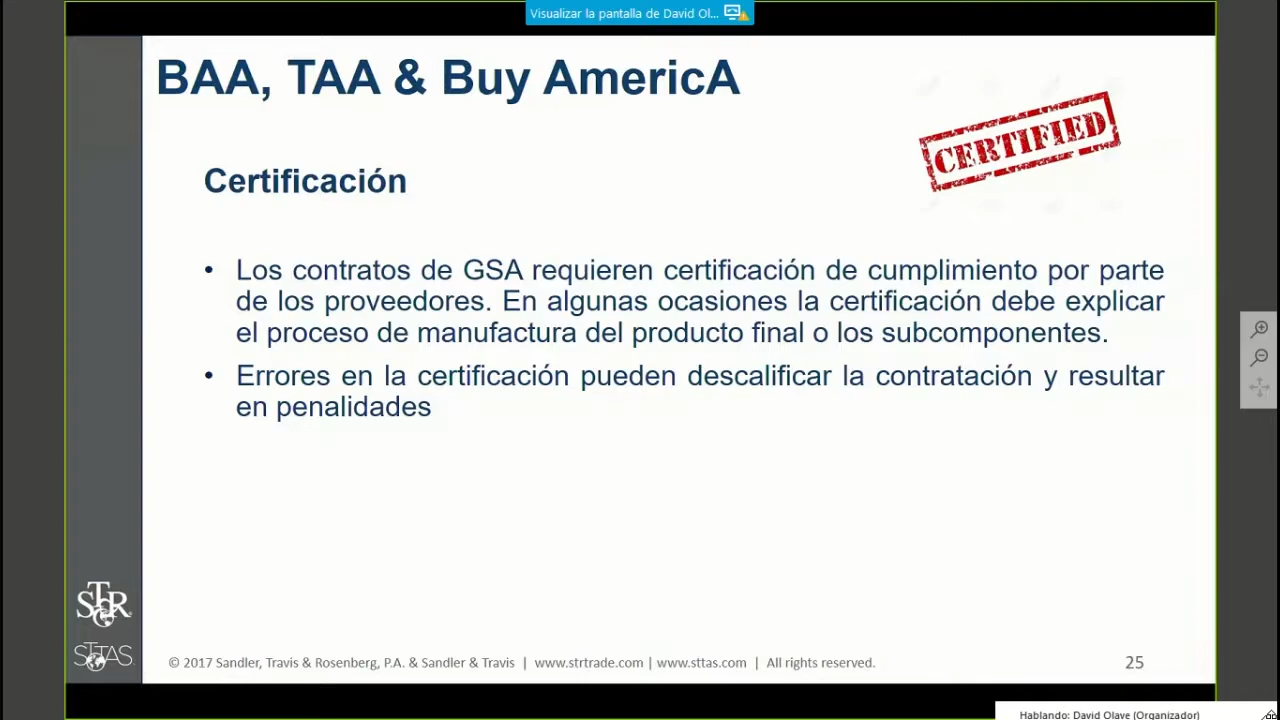 Visualizar la pantalla de David Ol...
BAA, TAA & Buy AmericA
CERTIFIED
Certificación
• Los contratos de GSA requieren certificación de cumplimiento por parte
de los proveedores. En algunas ocasiones la certificación debe explicar
el proceso de manufactura del producto final o los subcomponentes.
• Errores en la certificación pueden descalificar la contratación y resultar
en penalidades
STR
STTAS
© 2017 Sandler, Travis & Rosenberg, P.A. & Sandler & Travis | www.strtrade.com | www.sttas.com | All rights reserved.
25
Hablando: David Olave (Organizador)